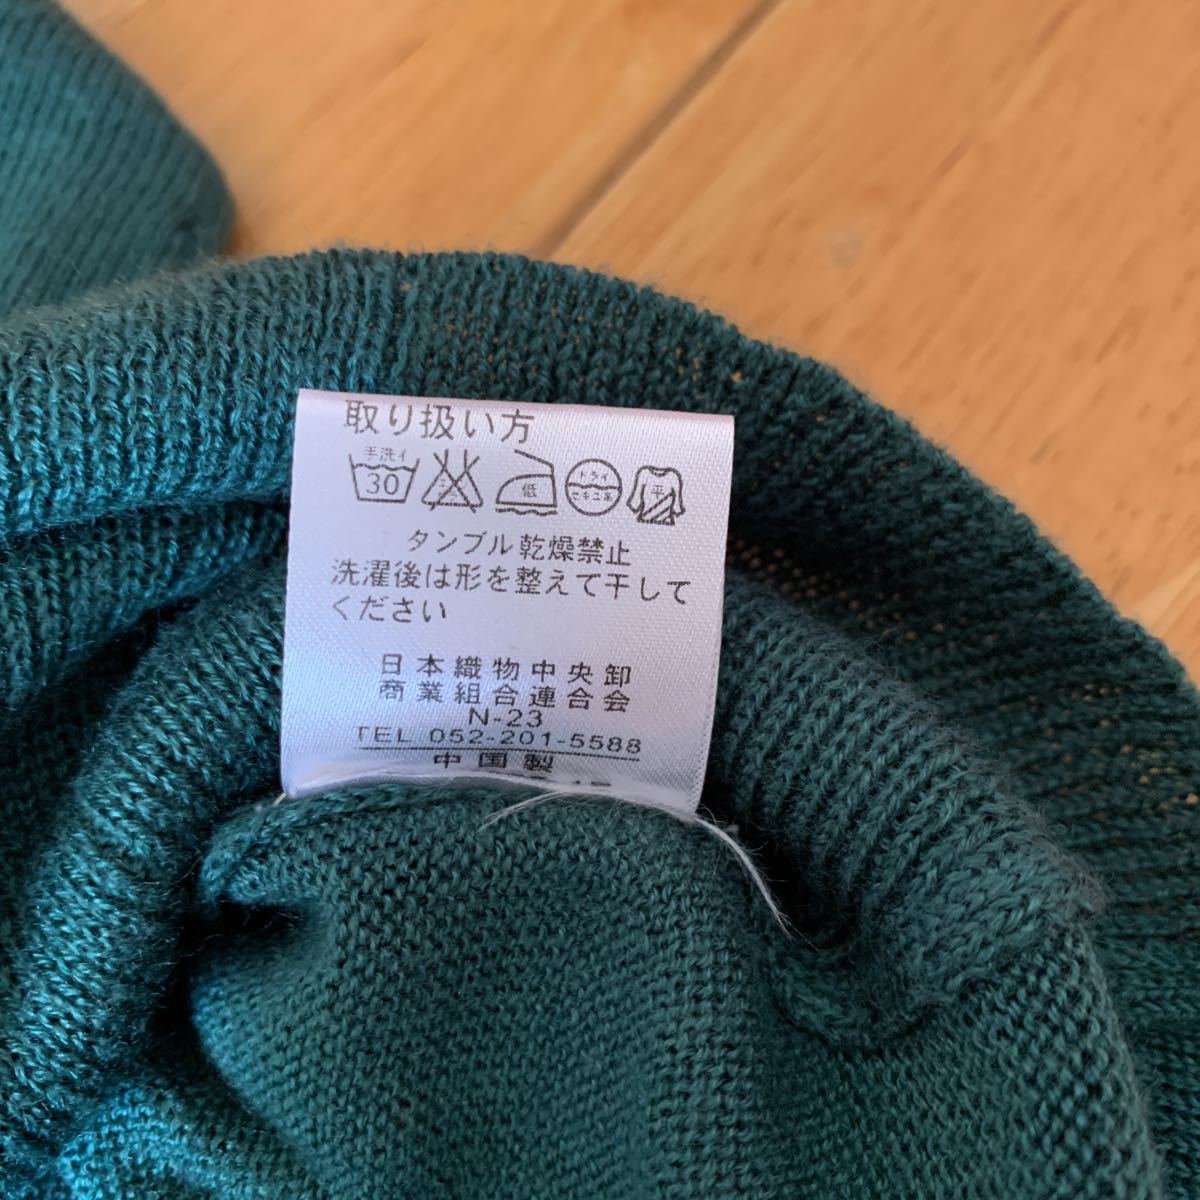 取り扱い方
手洗イ
30
低
ドライ
セキユ系
平
タンブル乾燥禁止
洗濯後は形を整えて干して
ください
日本織物中央卸
商業組合連合会
N-23
TEL 052-201-5588
中国製